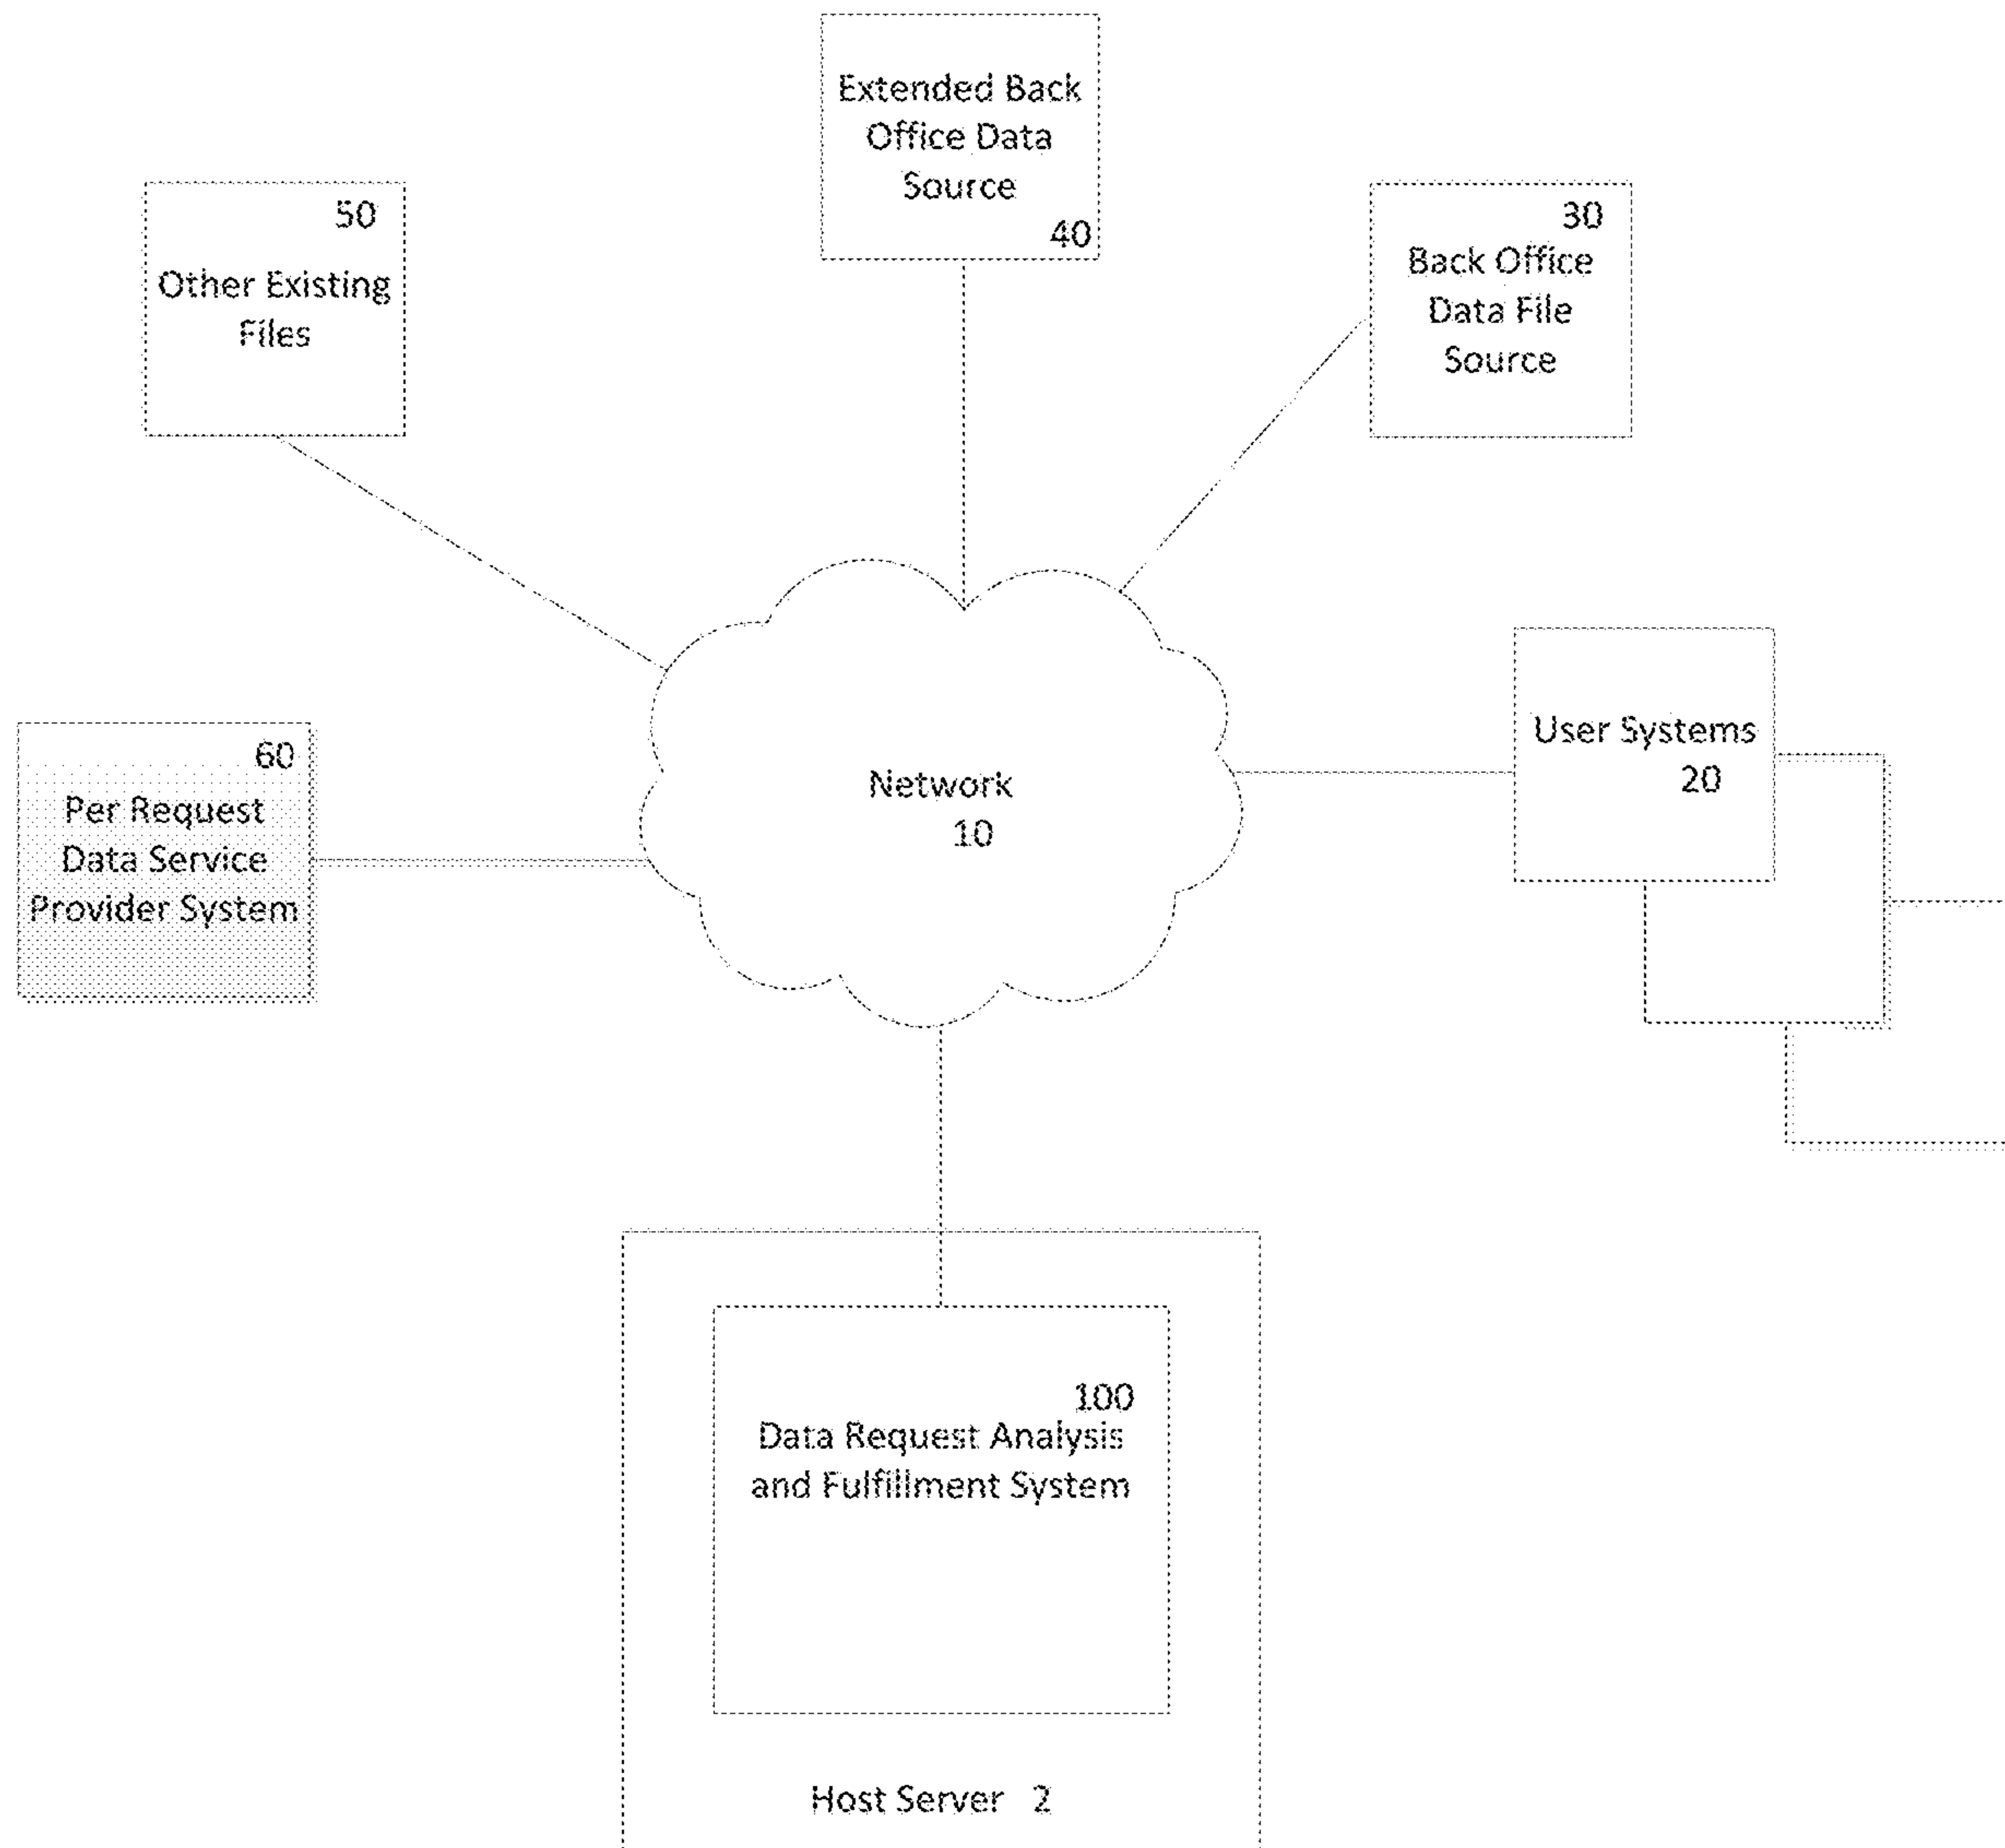 Extended Back
Office Data
Source
40
50
Other Existing
Files
30
Back Office
Data File
Source
User Systems
20
60
Per Request
Data Service
Provider System
Network
10
100
Data Request Analysis
and Fulfillment System
Host Server 2